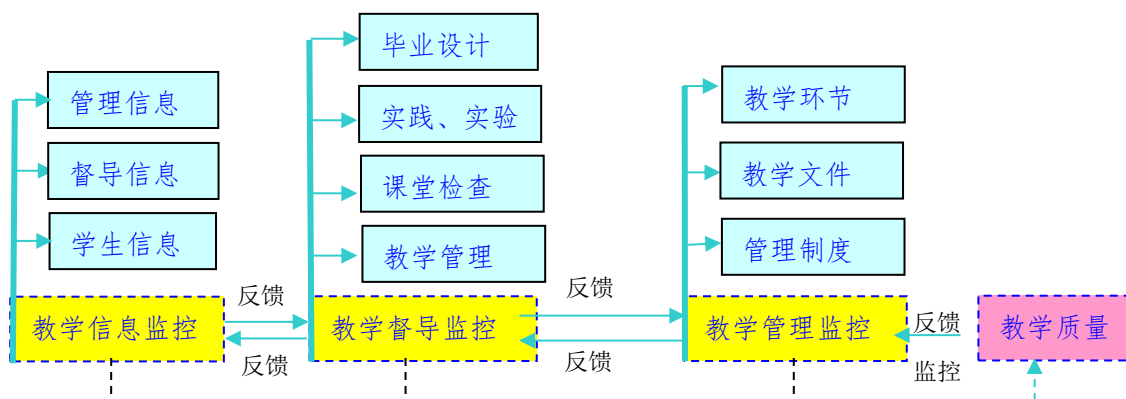 毕业设计
管理信息
实践、实验
教学环节
督导信息
课堂检查
教学文件
学生信息
教学管理
管理制度
反馈
反馈
教学信息监控
教学督导监控
教学管理监控
反馈
教学质量
反馈
反馈
监控